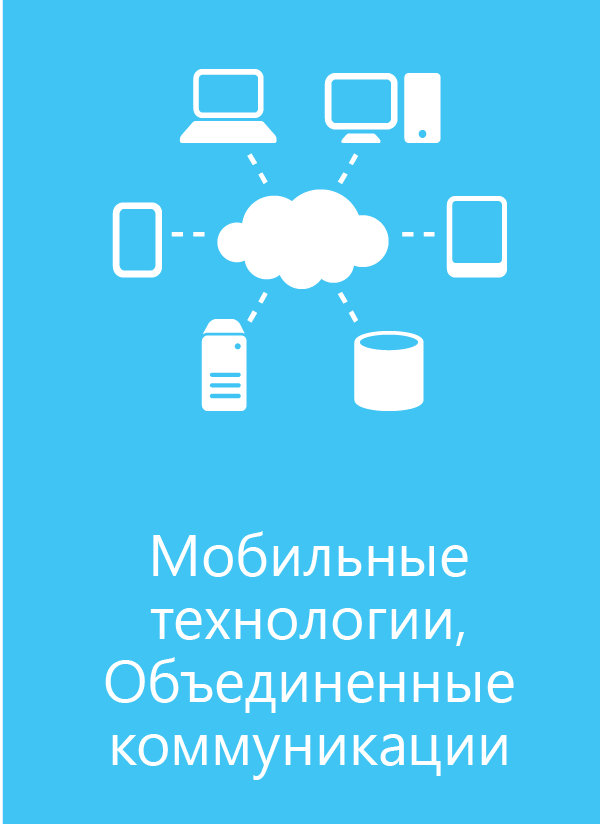 Мобильные
технологии,
Объединенные
коммуникации